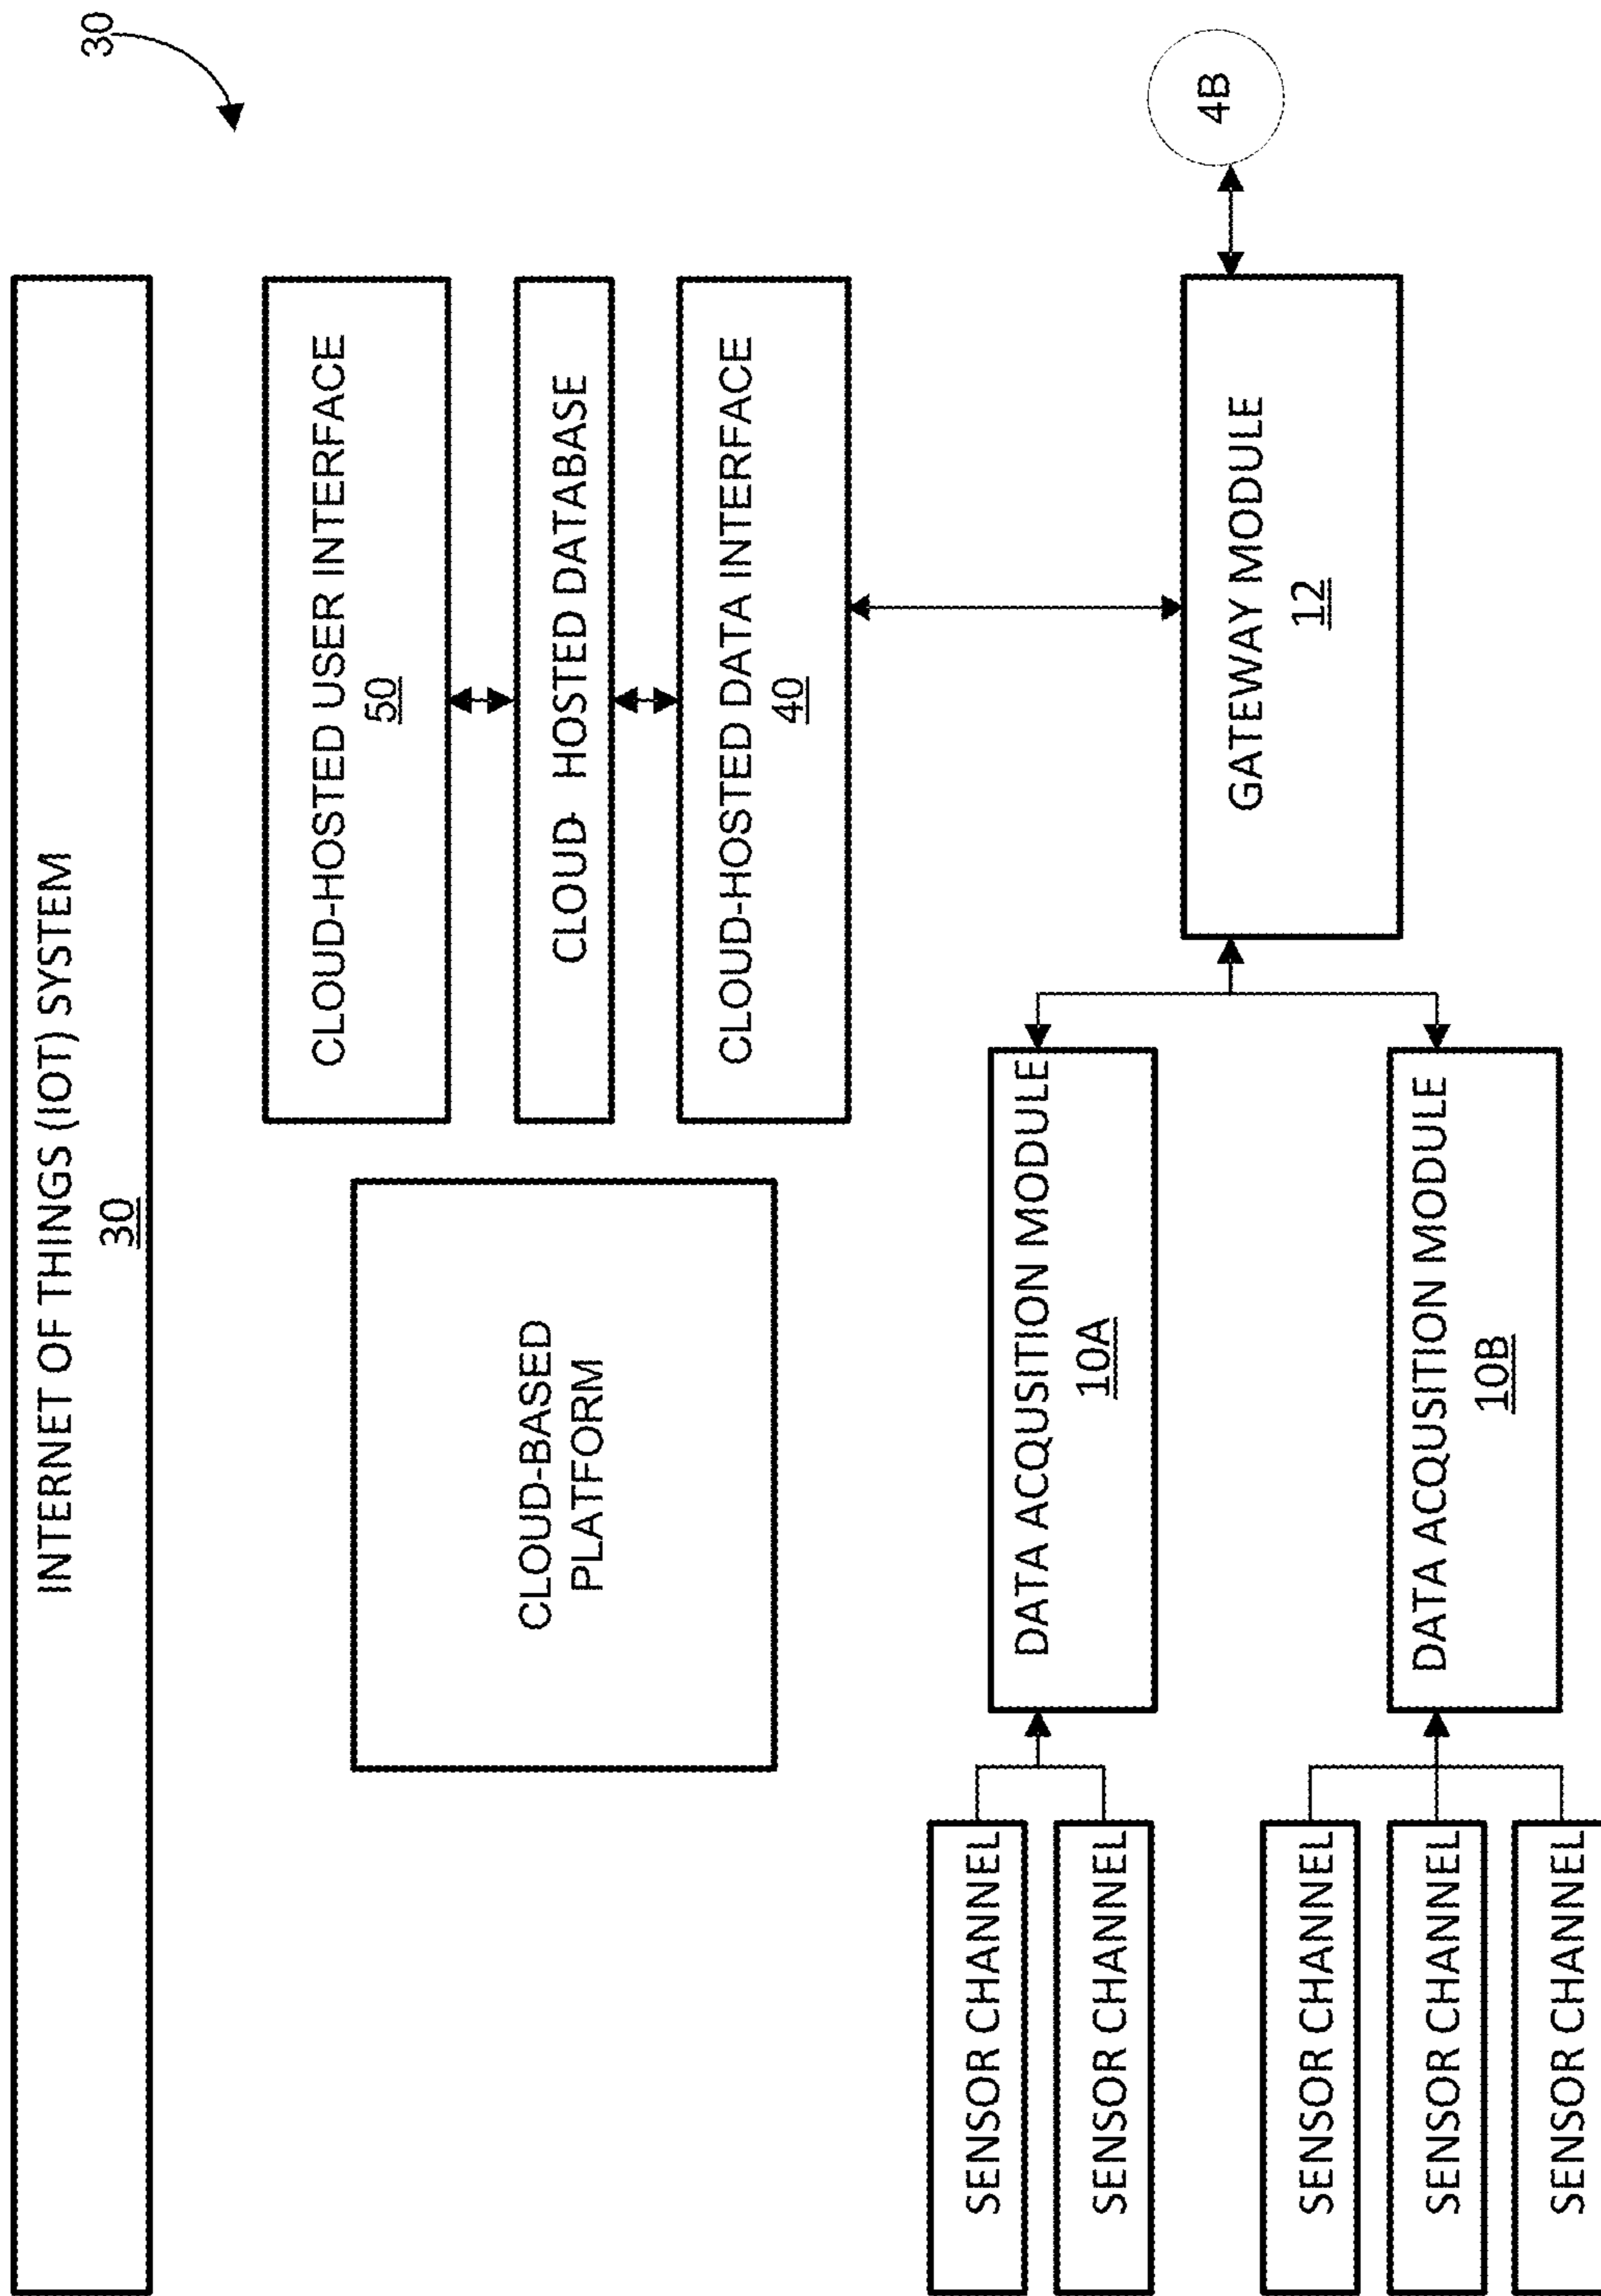 30
INTERNET OF THINGS (IOT) SYSTEM
30
CLOUD-BASED
PLATFORM
CLOUD-HOSTED USER INTERFACE
50
CLOUD- HOSTED DATABASE
CLOUD-HOSTED DATA INTERFACE
40
SENSOR CHANNEL
SENSOR CHANNEL
DATA ACQUSITION MODULE
10A
SENSOR CHANNEL
SENSOR CHANNEL
SENSOR CHANNEL
DATA ACQUSITION MODULE
10B
GATEWAY MODULE
12
4B